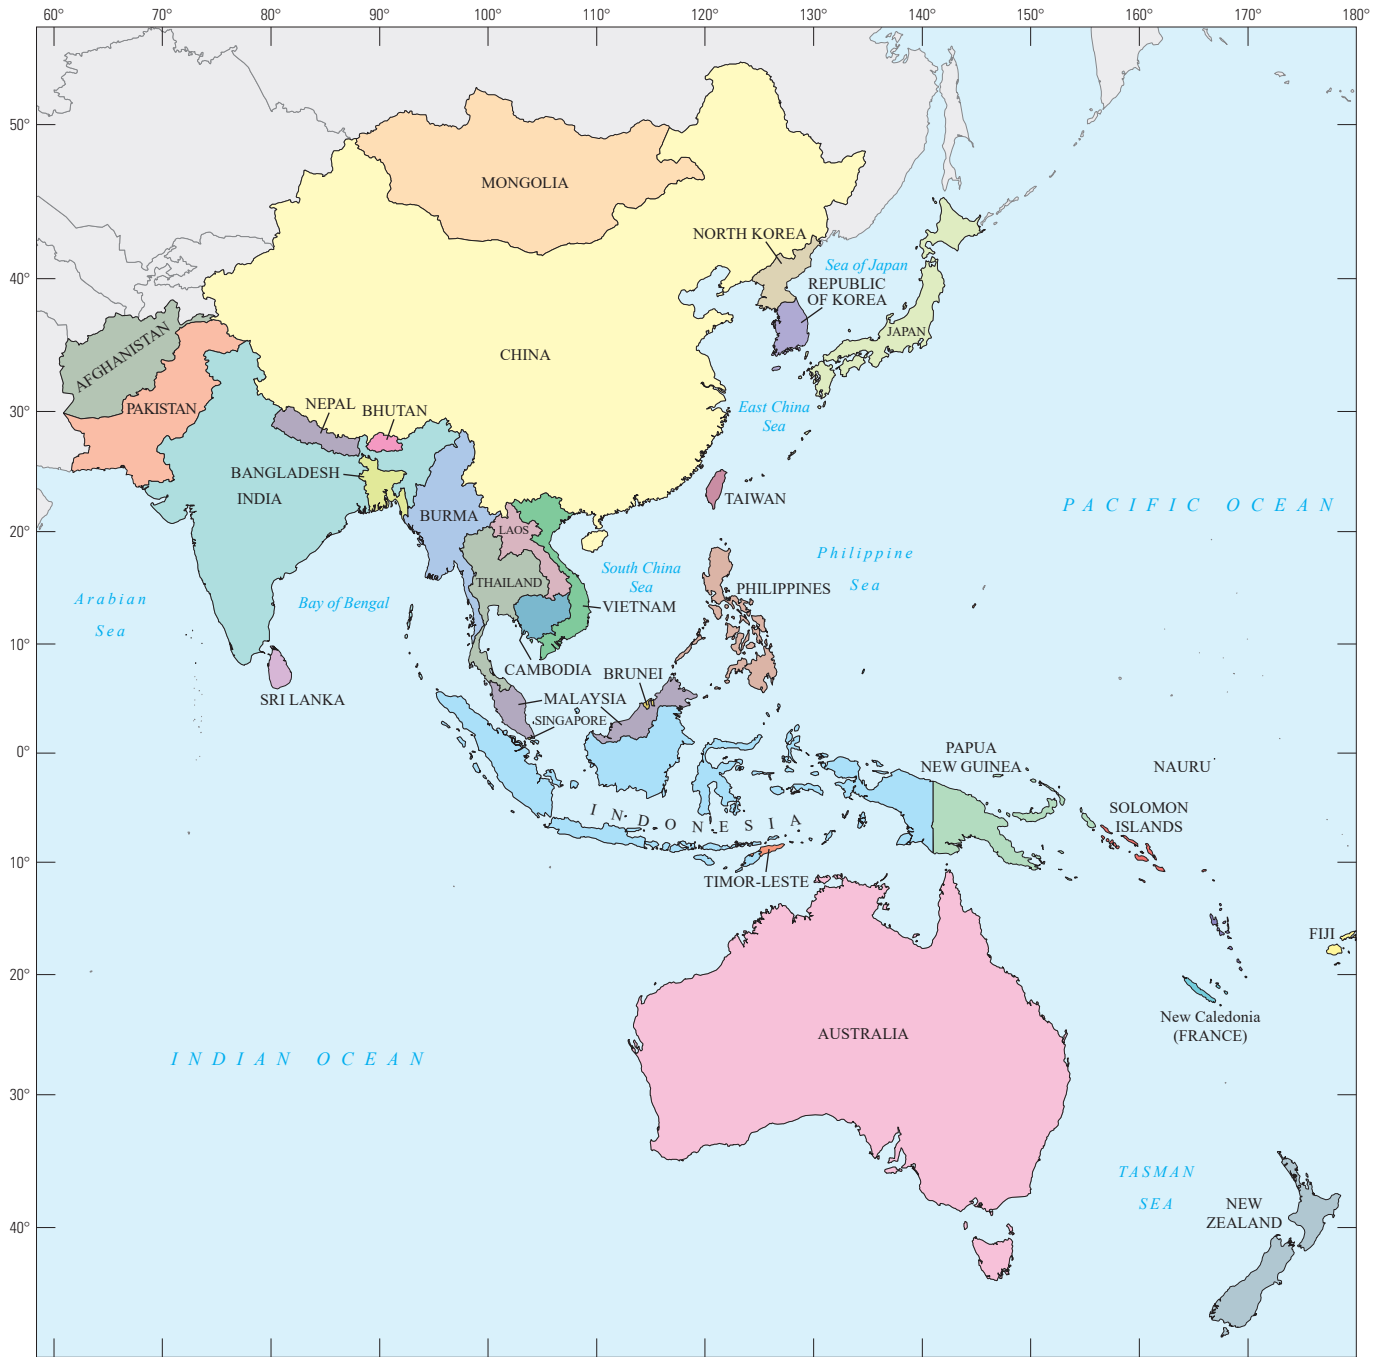 60° 70° 80° 90° 100° 110° 120° 130° 140° 150° 160° 170° 180°
50°
MONGOLIA
NORTH KOREA
Sea of Japan
40°
REPUBLIC
OF KOREA
JAPAN
AFGHANISTAN
CHINA
30°
PAKISTAN
NEPAL
BHUTAN
East China
Sea
BANGLADESH
INDIA
TAIWAN
PACIFIC OCEAN
BURMA
20°
LAOS
Philippine
Sea
South China
Sea
THAILAND
PHILIPPINES
Arabian
Sea
Bay of Bengal
VIETNAM
10°
CAMBODIA
BRUNEI
SRI LANKA
MALAYSIA
SINGAPORE
0°
PAPUA
NEW GUINEA
NAURU
SOLOMON
ISLANDS
INDONESIA
10°
TIMOR-LESTE
FIJI
20°
New Caledonia
(FRANCE)
AUSTRALIA
INDIAN OCEAN
30°
TASMAN
SEA
NEW
ZEALAND
40°